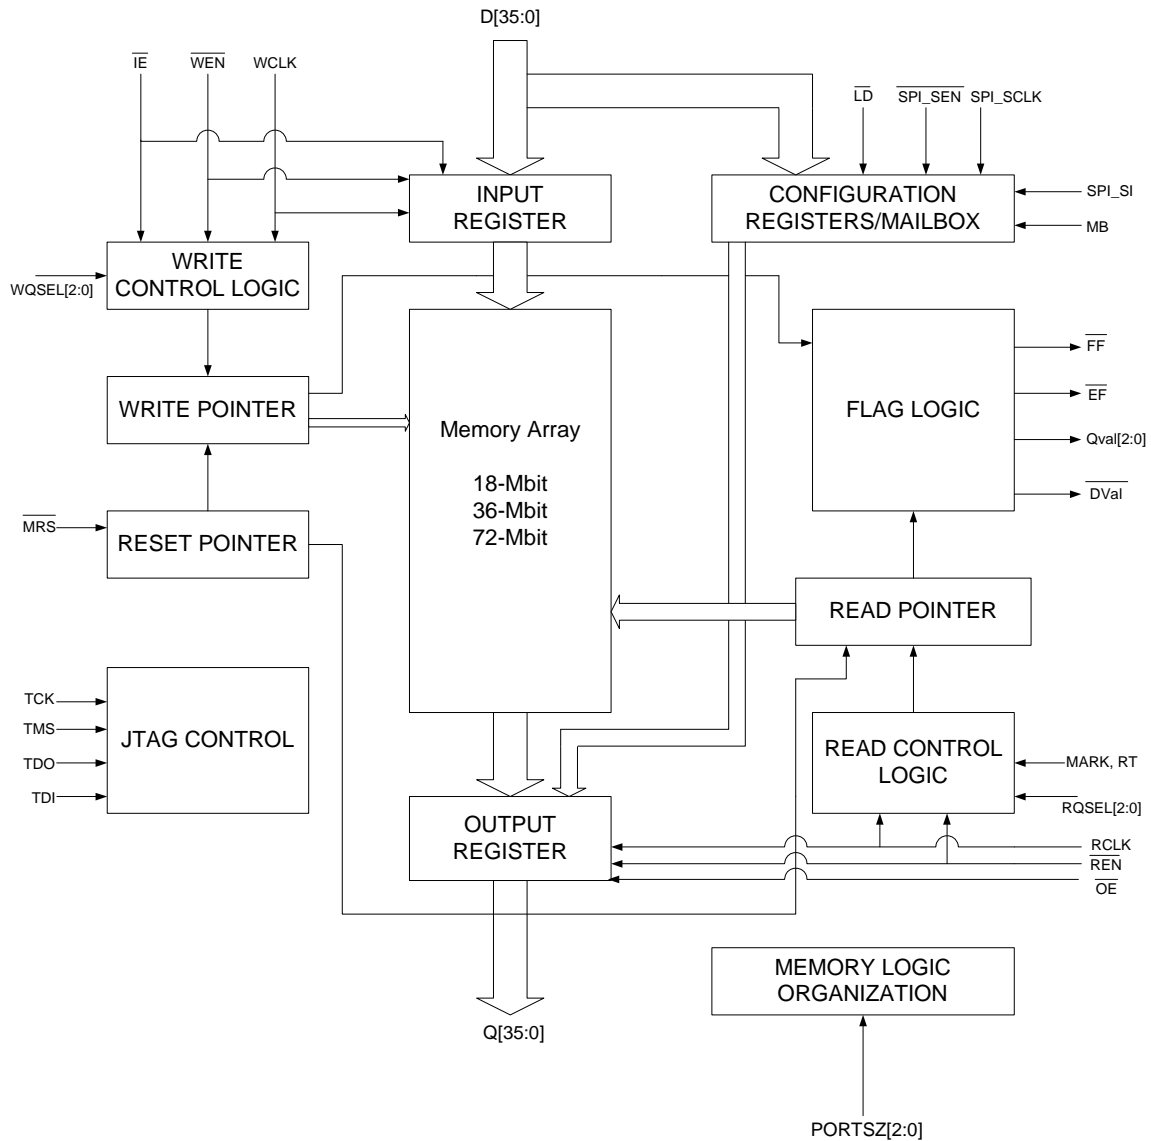 D[35:0]
IE
WEN
WCLK
LD
SPI_SEN
SPI_SCLK
INPUT
REGISTER
CONFIGURATION
REGISTERS/MAILBOX
SPI_SI
MB
WRITE
CONTROL LOGIC
WQSEL[2:0]
FF
EF
Qval[2:0]
DVal
FLAG LOGIC
WRITE POINTER
Memory Array
18-Mbit
36-Mbit
72-Mbit
MRS
RESET POINTER
READ POINTER
TCK
TMS
TDO
TDI
JTAG CONTROL
READ CONTROL
LOGIC
MARK, RT
RQSEL[2:0]
OUTPUT
REGISTER
RCLK
REN
OE
MEMORY LOGIC
ORGANIZATION
Q[35:0]
PORTSZ[2:0]